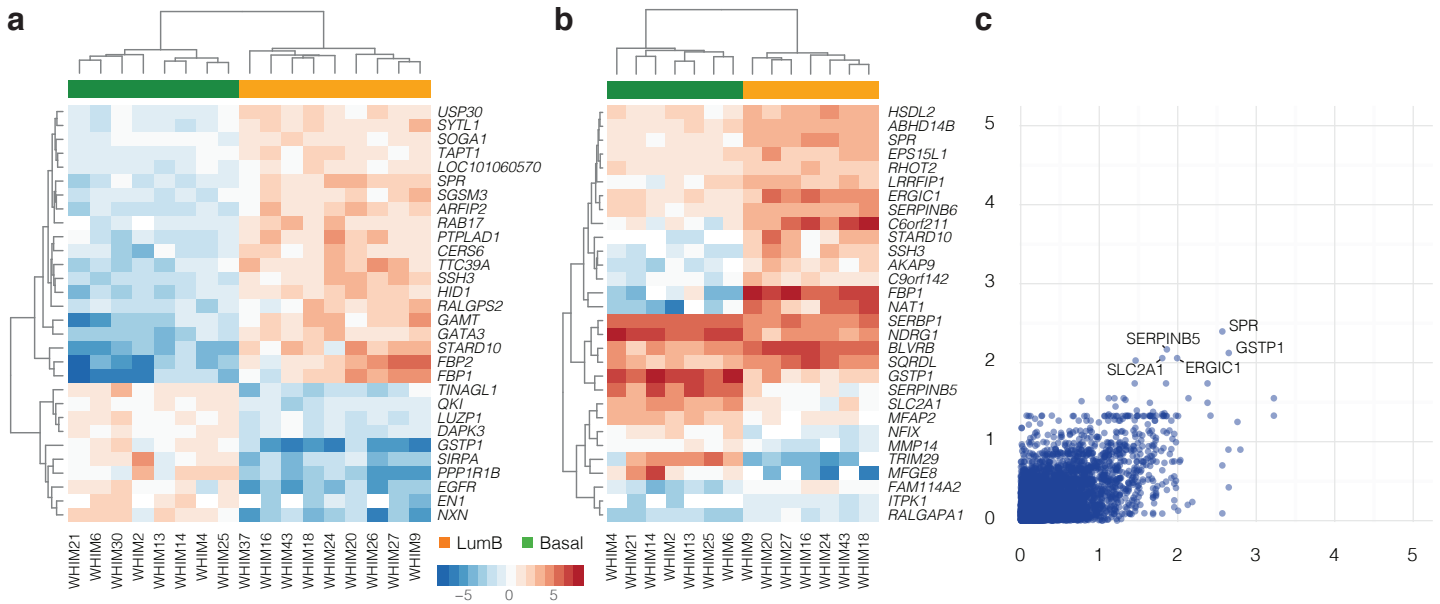 a
USP30
SYTL1
SOGA1
TAPT1
LOC101060570
SPR
SGSM3
ARFIP2
RAB17
PTPLAD1
CERS6
TTC39A
SSH3
HID1
RALGPS2
GAMT
GATA3
STARD10
FBP2
FBP1
TINAGL1
QKI
LUZP1
DAPK3
GSTP1
SIRPA
PPP1R1B
EGFR
EN1
NXN
WHIM21
WHIM6
WHIM30
WHIM2
WHIM13
WHIM14
WHIM4
WHIM25
WHIM37
WHIM16
WHIM43
WHIM18
WHIM24
WHIM20
WHIM26
WHIM27
WHIM9
LumB Basal
−5 0 5
b
HSDL2
ABHD14B
SPR
EPS15L1
RHOT2
LRRFIP1
ERGIC1
SERPINB6
C6orf211
STARD10
SSH3
AKAP9
C9orf142
FBP1
NAT1
SERBP1
NDRG1
BLVRB
SQRDL
GSTP1
SERPINB5
SLC2A1
MFAP2
NFIX
MMP14
TRIM29
MFGE8
FAM114A2
ITPK1
RALGAPA1
WHIM4
WHIM21
WHIM14
WHIM2
WHIM13
WHIM25
WHIM6
WHIM9
WHIM20
WHIM27
WHIM16
WHIM24
WHIM43
WHIM18
c
5
4
3
2
1
0
SPR
SERPINB5
GSTP1
SLC2A1
ERGIC1
0 1 2 3 4 5